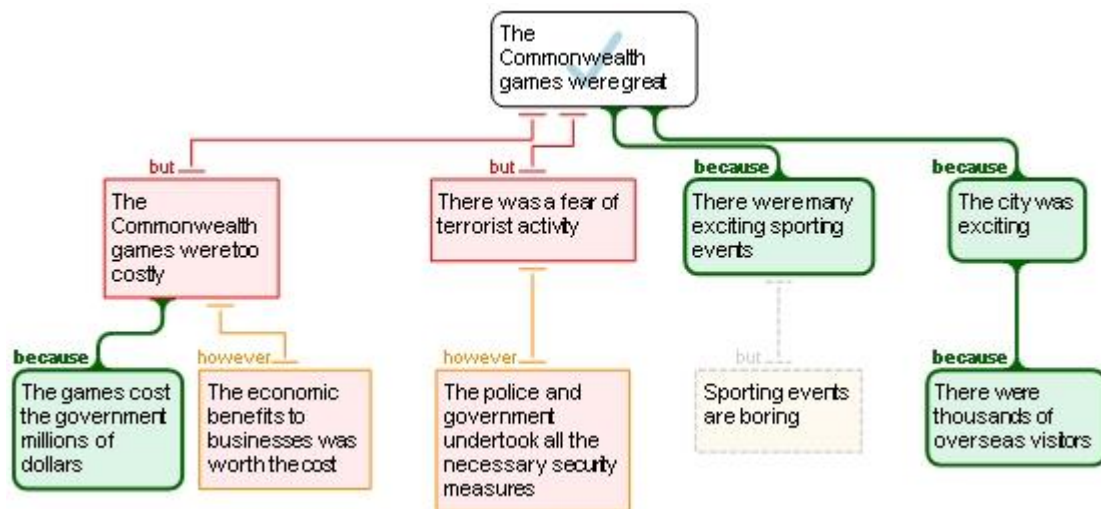 The
Commonwealth
games were great
but
but
because
because
The
Commonwealth
games were too
costly
There was a fear of
terrorist activity
There were many
exciting sporting
events
The city was
exciting
because
however
however
but
because
The games cost
the government
millions of
dollars
The economic
benefits to
businesses was
worth the cost
The police and
government
undertook all the
necessary security
measures
Sporting events
are boring
There were
thousands of
overseas visitors